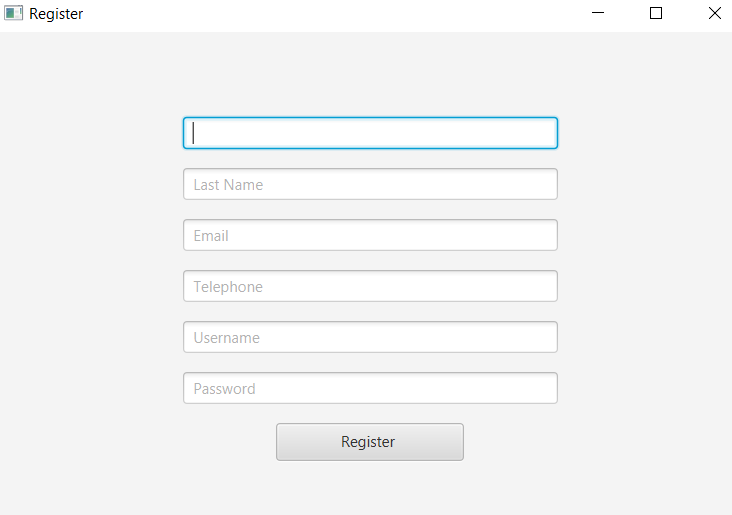 Register
Last Name
Email
Telephone
Username
Password
Register